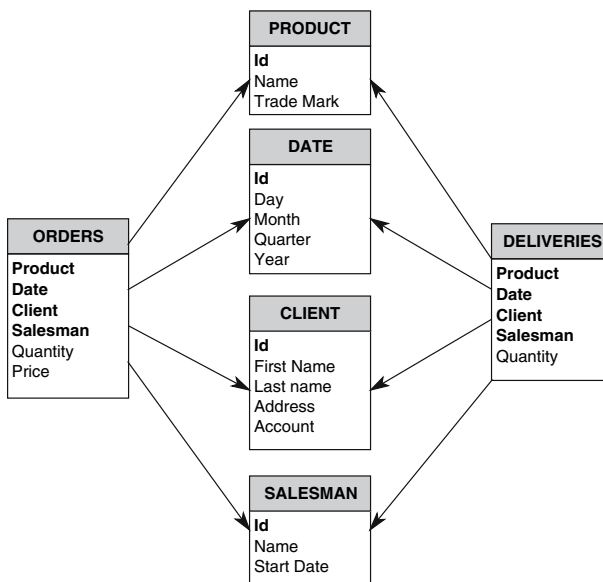 PRODUCT
Id
Name
Trade Mark
DATE
Id
Day
Month
Quarter
Year
ORDERS
Product
Date
Client
Salesman
Quantity
Price
DELIVERIES
Product
Date
Client
Salesman
Quantity
CLIENT
Id
First Name
Last name
Address
Account
SALESMAN
Id
Name
Start Date